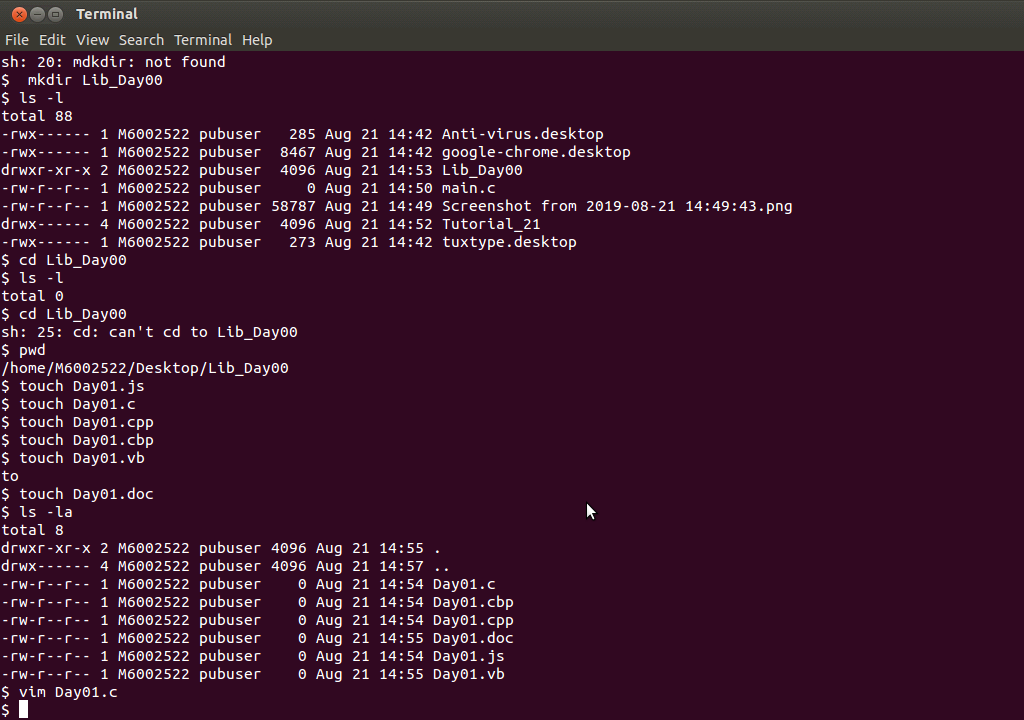 Terminal
File Edit View Search Terminal Help
sh: 20: mdkdir: not found
$  mkdir Lib_Day00
$ ls -l
total 88
-rwx------ 1 M6002522 pubuser   285 Aug 21 14:42 Anti-virus.desktop
-rwx------ 1 M6002522 pubuser  8467 Aug 21 14:42 google-chrome.desktop
drwxr-xr-x 2 M6002522 pubuser  4096 Aug 21 14:53 Lib_Day00
-rw-r--r-- 1 M6002522 pubuser     0 Aug 21 14:50 main.c
-rw-r--r-- 1 M6002522 pubuser 58787 Aug 21 14:49 Screenshot from 2019-08-21 14:49:43.png
drwx------ 4 M6002522 pubuser  4096 Aug 21 14:52 Tutorial_21
-rwx------ 1 M6002522 pubuser   273 Aug 21 14:42 tuxtype.desktop
$ cd Lib_Day00
$ ls -l
total 0
$ cd Lib_Day00
sh: 25: cd: can't cd to Lib_Day00
$ pwd
/home/M6002522/Desktop/Lib_Day00
$ touch Day01.js
$ touch Day01.c
$ touch Day01.cpp
$ touch Day01.cbp
$ touch Day01.vb
to
$ touch Day01.doc
$ ls -la
total 8
drwxr-xr-x 2 M6002522 pubuser 4096 Aug 21 14:55 .
drwx------ 4 M6002522 pubuser 4096 Aug 21 14:57 ..
-rw-r--r-- 1 M6002522 pubuser    0 Aug 21 14:54 Day01.c
-rw-r--r-- 1 M6002522 pubuser    0 Aug 21 14:54 Day01.cbp
-rw-r--r-- 1 M6002522 pubuser    0 Aug 21 14:54 Day01.cpp
-rw-r--r-- 1 M6002522 pubuser    0 Aug 21 14:55 Day01.doc
-rw-r--r-- 1 M6002522 pubuser    0 Aug 21 14:54 Day01.js
-rw-r--r-- 1 M6002522 pubuser    0 Aug 21 14:55 Day01.vb
$ vim Day01.c
$